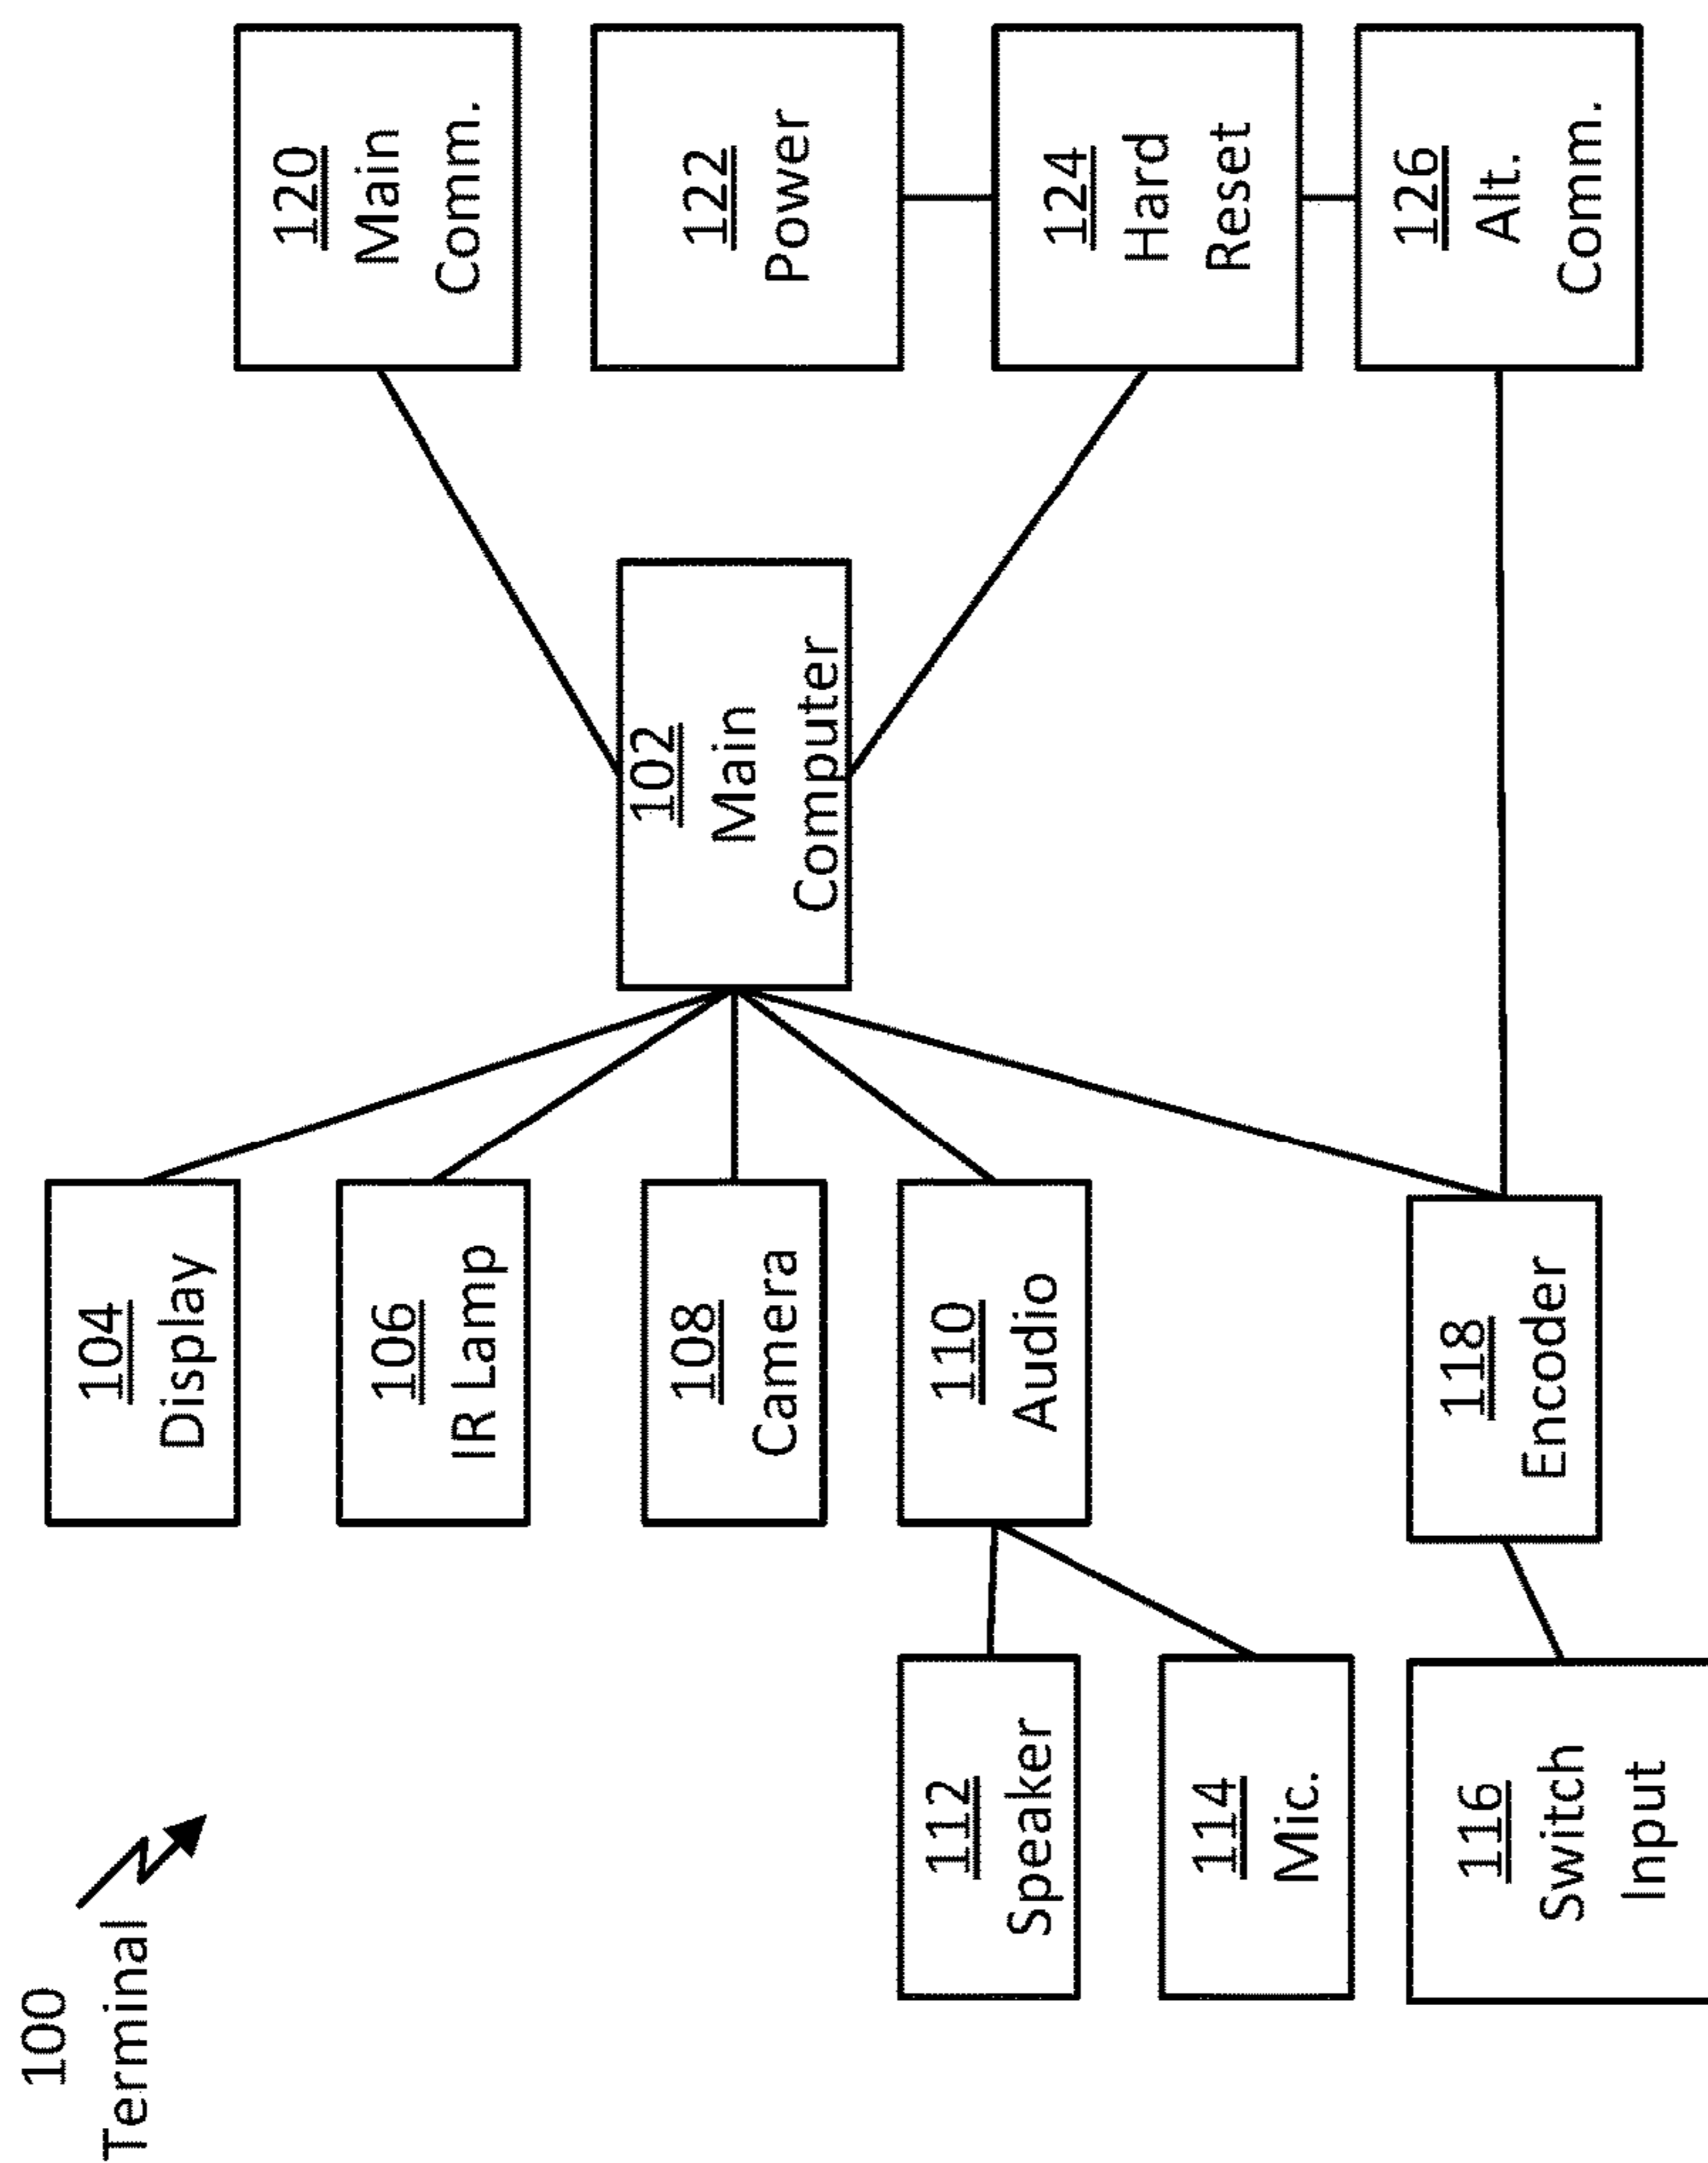 100
Terminal
104
Display
106
IR Lamp
108
Camera
110
Audio
112
Speaker
114
Mic.
116
Switch
Input
118
Encoder
102
Main
Computer
120
Main
Comm.
122
Power
124
Hard
Reset
126
Alt.
Comm.